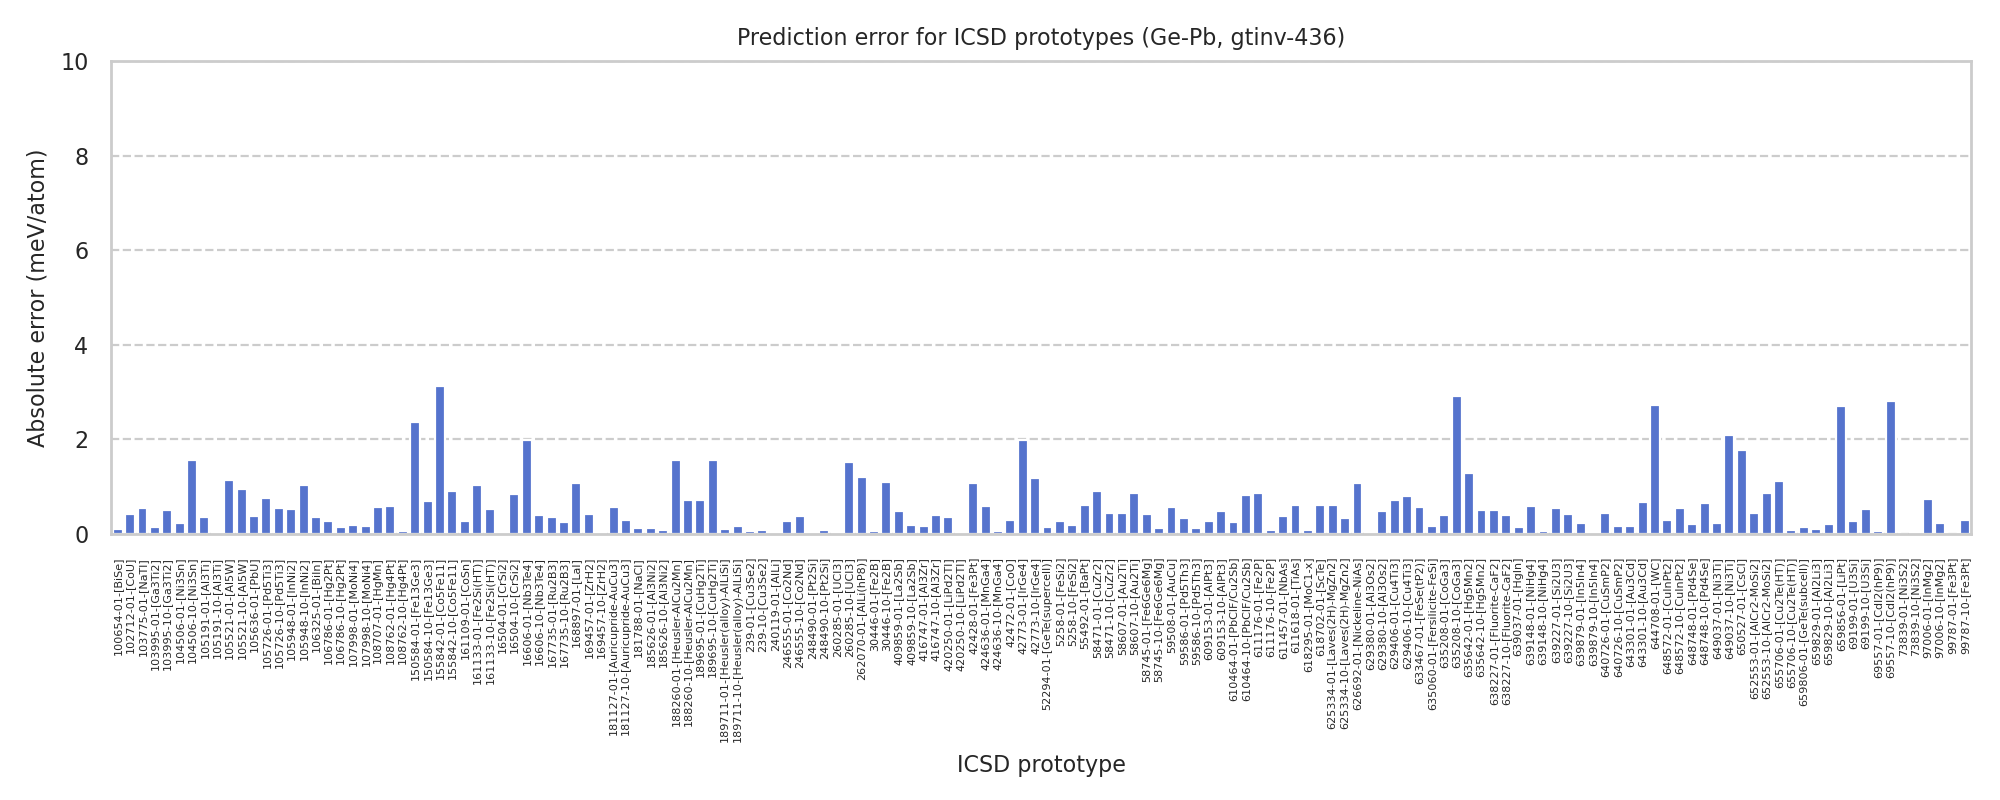 Prediction error for ICSD prototypes (Ge-Pb, gtinv-436)
Absolute error (meV/atom)
10
8
6
4
2
0
100654-01-[BiSe]
102712-01-[CoU]
103775-01-[NaTl]
103995-01-[Ga3Ti2]
103995-10-[Ga3Ti2]
104506-01-[Ni3Sn]
104506-10-[Ni3Sn]
105191-01-[Al3Ti]
105191-10-[Al3Ti]
105521-01-[Al5W]
105521-10-[Al5W]
105636-01-[PbU]
105726-01-[Pd5Ti3]
105726-10-[Pd5Ti3]
105948-01-[InNi2]
105948-10-[InNi2]
106325-01-[BiIn]
106786-01-[Hg2Pt]
106786-10-[Hg2Pt]
107998-01-[MoNi4]
107998-10-[MoNi4]
108707-01-[HgMn]
108762-01-[Hg4Pt]
108762-10-[Hg4Pt]
150584-01-[Fe13Ge3]
150584-10-[Fe13Ge3]
155842-01-[Co5Fe11]
155842-10-[Co5Fe11]
161109-01-[CoSn]
161133-01-[Fe2Si(HT)]
161133-10-[Fe2Si(HT)]
16504-01-[CrSi2]
16504-10-[CrSi2]
16606-01-[Nb3Te4]
16606-10-[Nb3Te4]
167735-01-[Ru2B3]
167735-10-[Ru2B3]
168897-01-[LaI]
169457-01-[ZrH2]
169457-10-[ZrH2]
181127-01-[Auricupride-AuCu3]
181127-10-[Auricupride-AuCu3]
181788-01-[NaCl]
185626-01-[Al3Ni2]
185626-10-[Al3Ni2]
188260-01-[Heusler-AlCu2Mn]
188260-10-[Heusler-AlCu2Mn]
189695-01-[CuHg2Ti]
189695-10-[CuHg2Ti]
189711-01-[Heusler(alloy)-AlLiSi]
189711-10-[Heusler(alloy)-AlLiSi]
239-01-[Cu3Se2]
239-10-[Cu3Se2]
240119-01-[AlLi]
246555-01-[Co2Nd]
246555-10-[Co2Nd]
248490-01-[Pt2Si]
248490-10-[Pt2Si]
260285-01-[UCl3]
260285-10-[UCl3]
262070-01-[AlLi(hP8)]
30446-01-[Fe2B]
30446-10-[Fe2B]
409859-01-[La2Sb]
409859-10-[La2Sb]
416747-01-[Al3Zr]
416747-10-[Al3Zr]
420250-01-[LiPd2Tl]
420250-10-[LiPd2Tl]
42428-01-[Fe3Pt]
424636-01-[MnGa4]
424636-10-[MnGa4]
42472-01-[CoO]
42773-01-[IrGe4]
42773-10-[IrGe4]
52294-01-[GeTe(supercell)]
5258-01-[FeSi2]
5258-10-[FeSi2]
55492-01-[BaPt]
58471-01-[CuZr2]
58471-10-[CuZr2]
58607-01-[Au2Ti]
58607-10-[Au2Ti]
58745-01-[Fe6Ge6Mg]
58745-10-[Fe6Ge6Mg]
59508-01-[AuCu]
59586-01-[Pd5Th3]
59586-10-[Pd5Th3]
609153-01-[AlPt3]
609153-10-[AlPt3]
610464-01-[PbClF/Cu2Sb]
610464-10-[PbClF/Cu2Sb]
611176-01-[Fe2P]
611176-10-[Fe2P]
611457-01-[NbAs]
611618-01-[TlAs]
618295-01-[MoC1-x]
618702-01-[ScTe]
625334-01-[Laves(2H)-MgZn2]
625334-10-[Laves(2H)-MgZn2]
626692-01-[Nickeline-NiAs]
629380-01-[Al3Os2]
629380-10-[Al3Os2]
629406-01-[Cu4Ti3]
629406-10-[Cu4Ti3]
633467-01-[FeSe(tP2)]
635060-01-[Fersilicite-FeSi]
635208-01-[CoGa3]
635208-10-[CoGa3]
635642-01-[Hg5Mn2]
635642-10-[Hg5Mn2]
638227-01-[Fluorite-CaF2]
638227-10-[Fluorite-CaF2]
639037-01-[HgIn]
639148-01-[NiHg4]
639148-10-[NiHg4]
639227-01-[Si2U3]
639227-10-[Si2U3]
639879-01-[In5In4]
639879-10-[In5In4]
640726-01-[CuSmP2]
640726-10-[CuSmP2]
643301-01-[Au3Cd]
643301-10-[Au3Cd]
644708-01-[WC]
648572-01-[CuInPt2]
648572-10-[CuInPt2]
648748-01-[Pd4Se]
648748-10-[Pd4Se]
649037-01-[Ni3Ti]
649037-10-[Ni3Ti]
650527-01-[CsCl]
652553-01-[AlCr2-MoSi2]
652553-10-[AlCr2-MoSi2]
655706-01-[Cu2Te(HT)]
655706-10-[Cu2Te(HT)]
659806-01-[GeTe(subcell)]
659829-01-[Al2Li3]
659829-10-[Al2Li3]
659856-01-[LiPt]
69199-01-[U3Si]
69199-10-[U3Si]
69557-01-[CdI2(hP9)]
69557-10-[CdI2(hP9)]
73839-01-[Ni3S2]
73839-10-[Ni3S2]
97006-01-[InMg2]
97006-10-[InMg2]
99787-01-[Fe3Pt]
99787-10-[Fe3Pt]
ICSD prototype